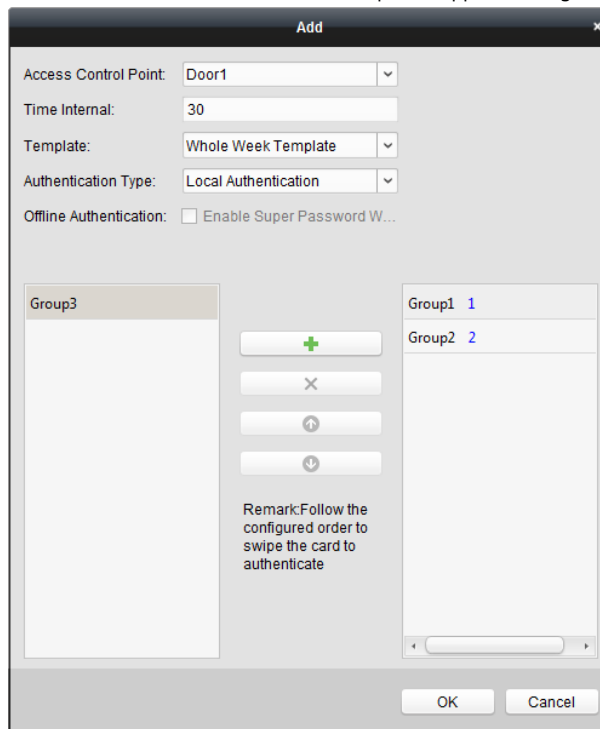 Add
Access Control Point: Door1
Time Internal: 30
Template: Whole Week Template
Authentication Type: Local Authentication
Offline Authentication: Enable Super Password W...
Group3
Group1 1
Group2 2
Remark:Follow the
configured order to
swipe the card to
authenticate
OK Cancel